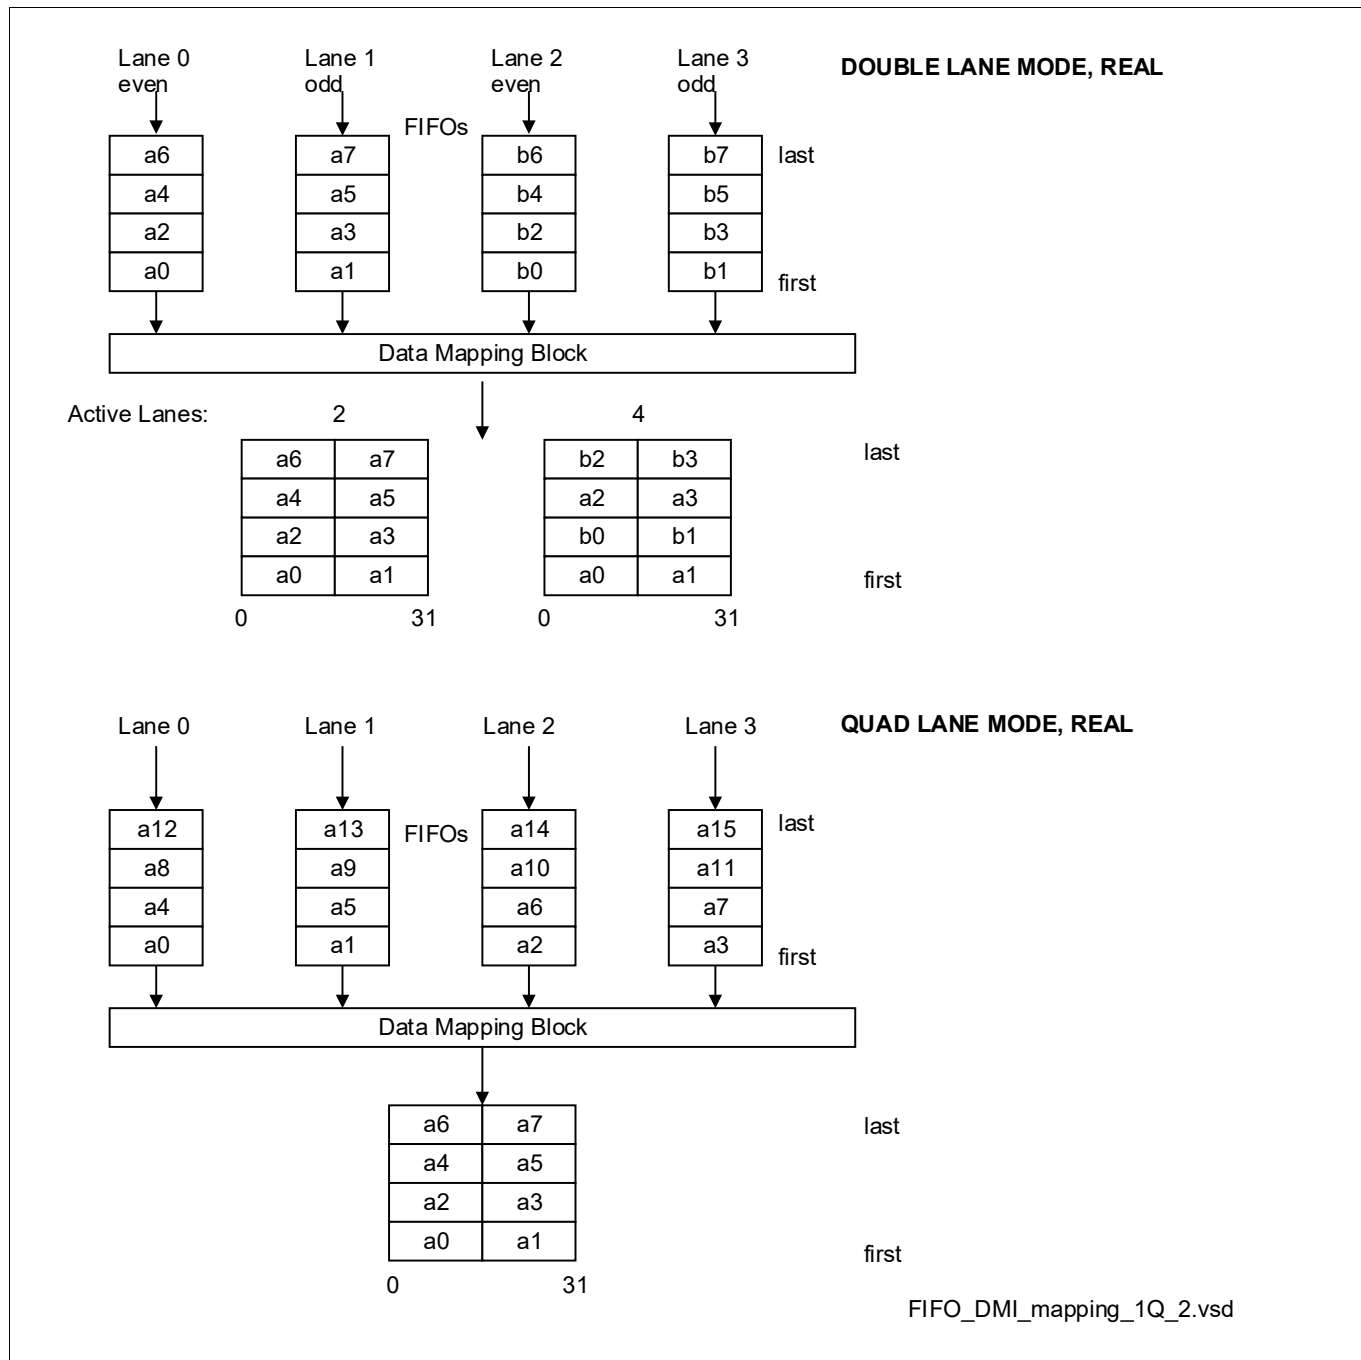 Lane 0 Lane 1 Lane 2 Lane 3 DOUBLE LANE MODE, REAL
even odd even odd
FIFOs
a6 a7 b6 b7 last
a4 a5 b4 b5
a2 a3 b2 b3
a0 a1 b0 b1 first
Data Mapping Block
Active Lanes: 2 4
a6 a7 b2 b3 last
a4 a5 a2 a3
a2 a3 b0 b1
a0 a1 a0 a1 first
0 31 0 31
Lane 0 Lane 1 Lane 2 Lane 3 QUAD LANE MODE, REAL
a12 a13 FIFOs a14 a15 last
a8 a9 a10 a11
a4 a5 a6 a7
a0 a1 a2 a3 first
Data Mapping Block
a6 a7 last
a4 a5
a2 a3
a0 a1 first
0 31
FIFO_DMI_mapping_1Q_2.vsd